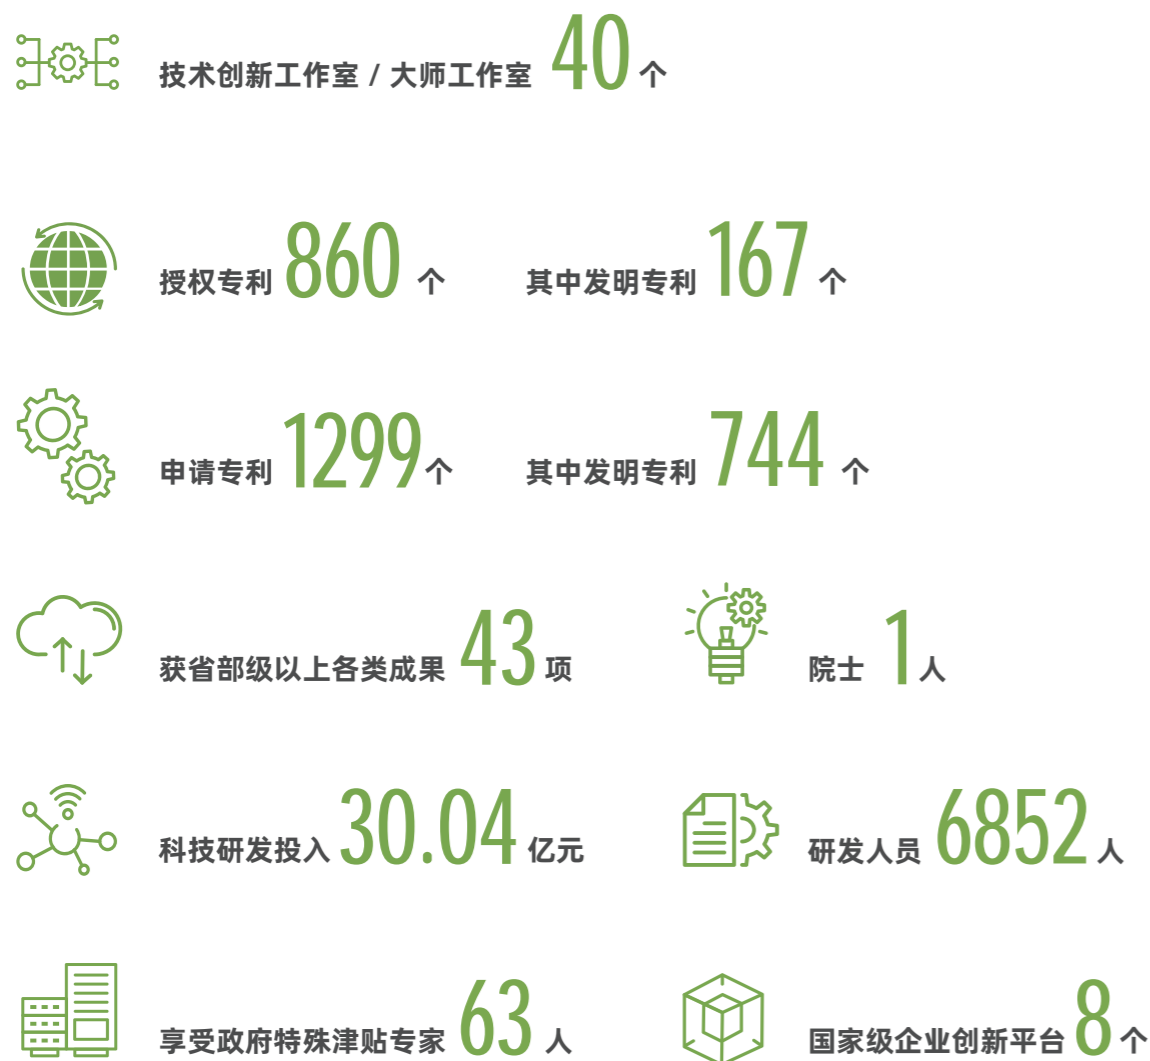 技术创新工作室 / 大师工作室 40 个
授权专利 860 个 其中发明专利 167 个
申请专利 1299 个 其中发明专利 744 个
获省部级以上各类成果 43 项 院士 1 人
科技研发投入 30.04 亿元 研发人员 6852 人
享受政府特殊津贴专家 63 人 国家级企业创新平台 8 个